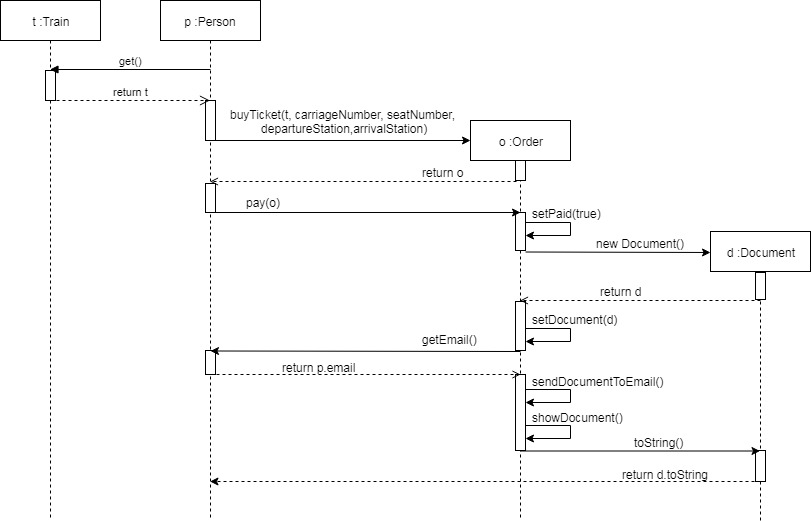 t :Train
p :Person
get()
return t
buyTicket(t, carriageNumber, seatNumber,
departureStation,arrivalStation)
o :Order
return o
pay(o)
setPaid(true)
new Document()
d :Document
return d
setDocument(d)
getEmail()
return p.email
sendDocumentToEmail()
showDocument()
toString()
return d.toString